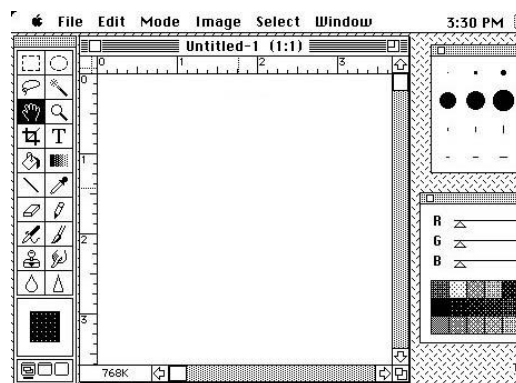 File Edit Mode Image Select Window 3:30 PM
Untitled-1 (1:1)
0 1 2 3
0
T
1
2
3
R
G
B
768K